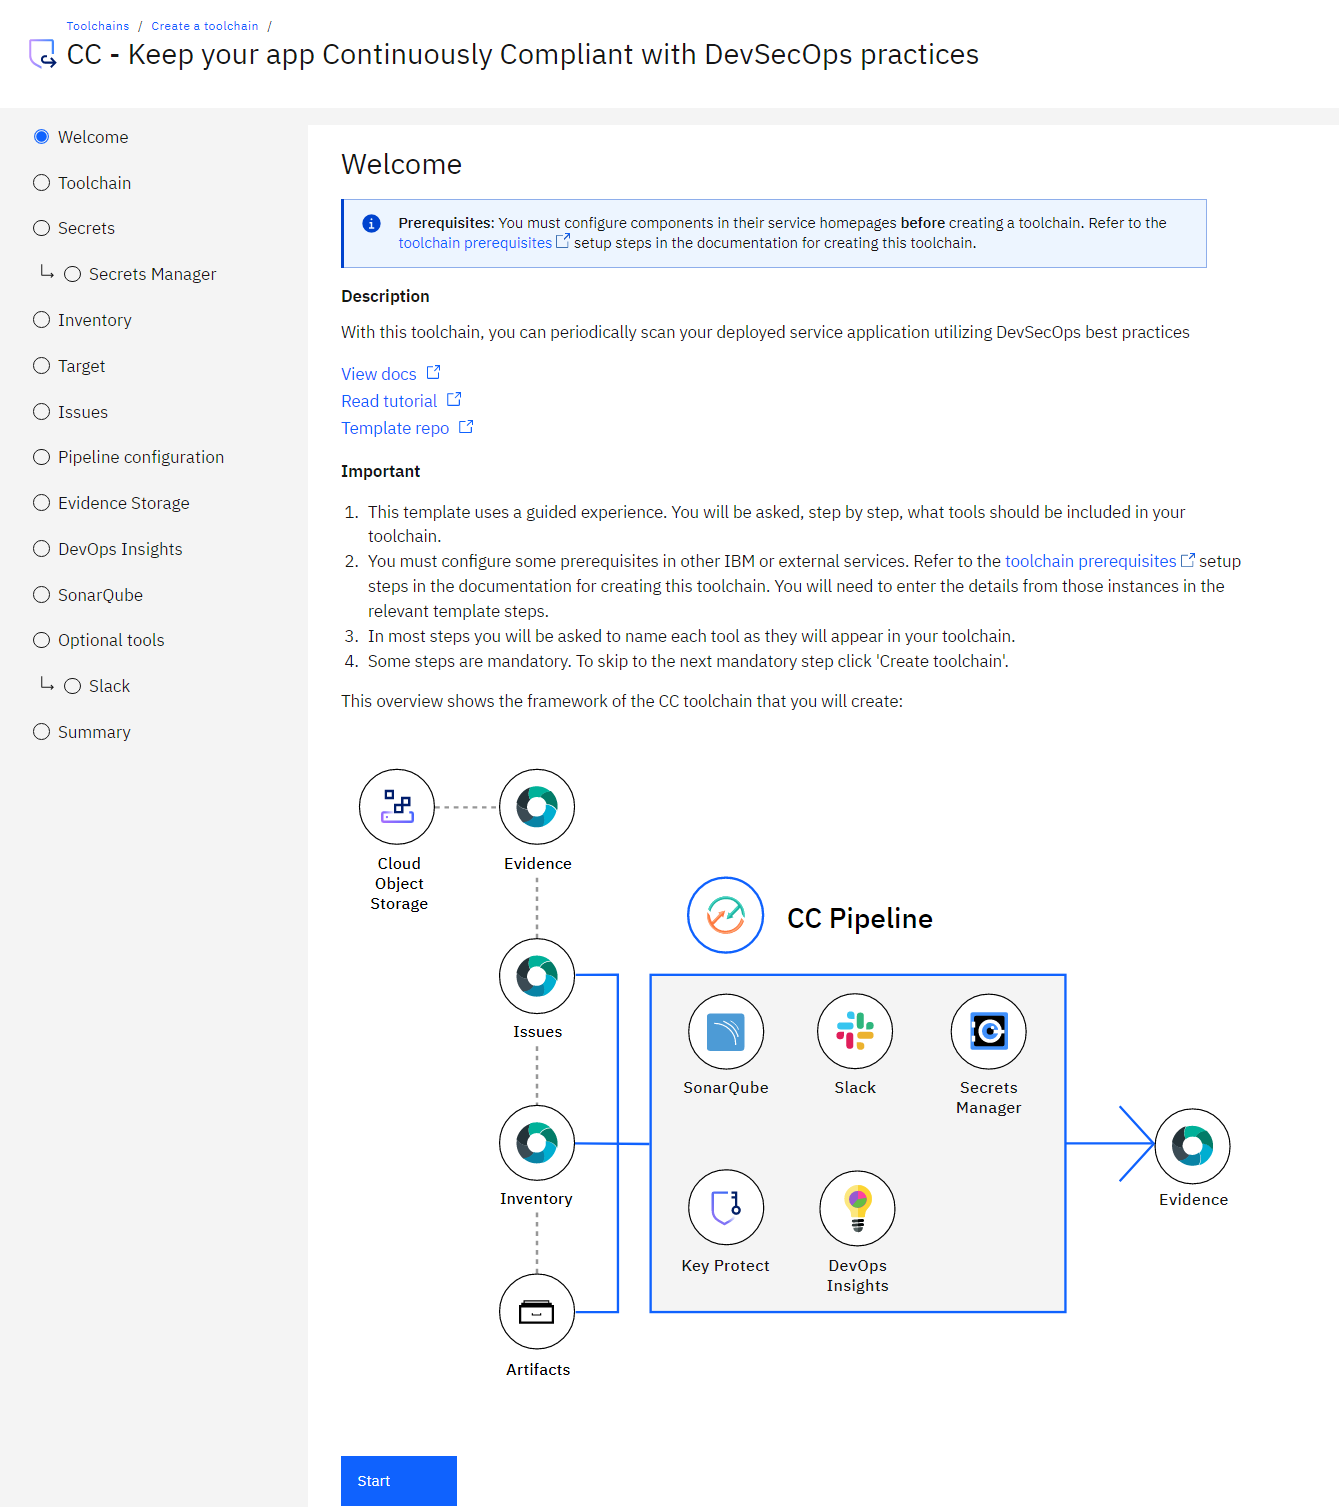 Toolchains / Create a toolchain /
CC - Keep your app Continuously Compliant with DevSecOps practices
Welcome
Toolchain
Secrets
Secrets Manager
Inventory
Target
Issues
Pipeline configuration
Evidence Storage
DevOps Insights
SonarQube
Optional tools
Slack
Summary
Welcome
Prerequisites: You must configure components in their service homepages before creating a toolchain. Refer to the
toolchain prerequisites setup steps in the documentation for creating this toolchain.
Description
With this toolchain, you can periodically scan your deployed service application utilizing DevSecOps best practices
View docs
Read tutorial
Template repo
Important
1. This template uses a guided experience. You will be asked, step by step, what tools should be included in your
toolchain.
2. You must configure some prerequisites in other IBM or external services. Refer to the toolchain prerequisites setup
steps in the documentation for creating this toolchain. You will need to enter the details from those instances in the
relevant template steps.
3. In most steps you will be asked to name each tool as they will appear in your toolchain.
4. Some steps are mandatory. To skip to the next mandatory step click 'Create toolchain'.
This overview shows the framework of the CC toolchain that you will create:
Cloud
Object
Storage
Evidence
Issues
Inventory
Artifacts
CC Pipeline
SonarQube
Slack
Secrets
Manager
Key Protect
DevOps
Insights
Evidence
Start